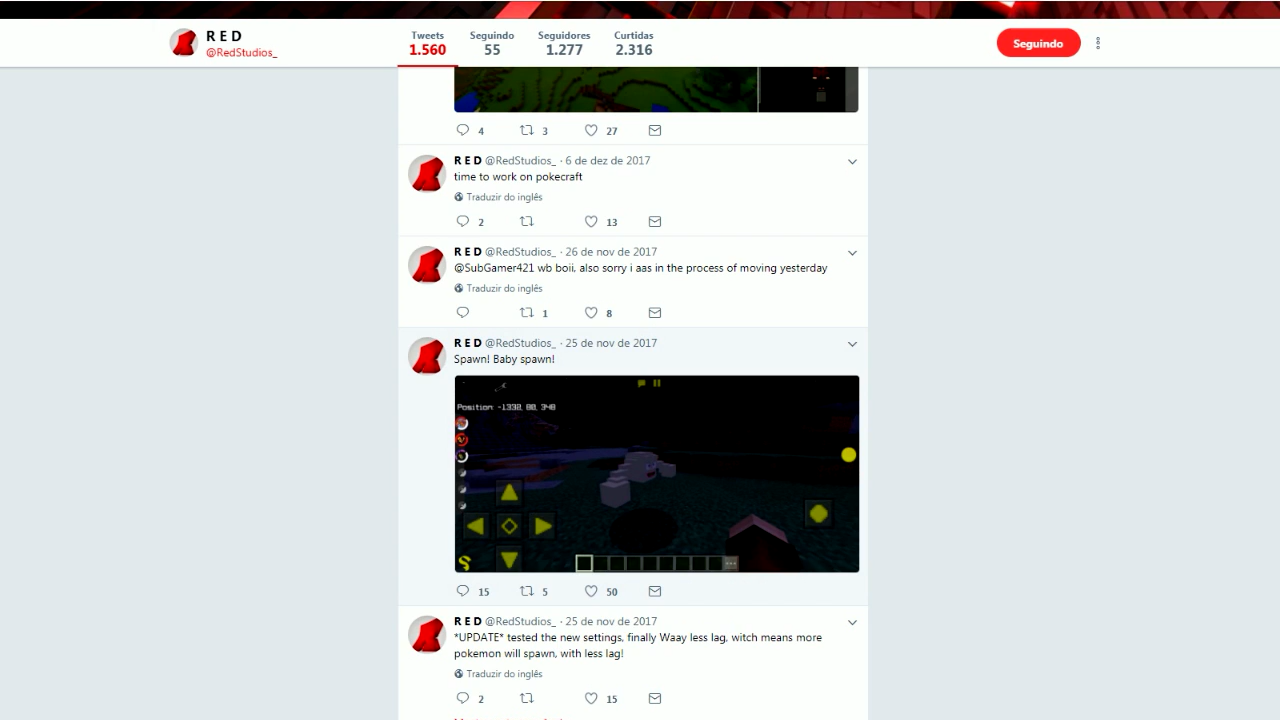 R E D
@RedStudios_
Tweets
1.560
Seguindo
55
Seguidores
1.277
Curtidas
2.316
Seguindo
4
3
27
R E D @RedStudios_ · 6 de dez de 2017
time to work on pokecraft
Traduzir do inglês
2
13
R E D @RedStudios_ · 26 de nov de 2017
@SubGamer421 wb boii, also sorry i aas in the process of moving yesterday
Traduzir do inglês
1
8
R E D @RedStudios_ · 25 de nov de 2017
Spawn! Baby spawn!
Position: -1330, 80, 348
15
5
50
R E D @RedStudios_ · 25 de nov de 2017
*UPDATE* tested the new settings, finally Waay less lag, witch means more
pokemon will spawn, with less lag!
Traduzir do inglês
2
15